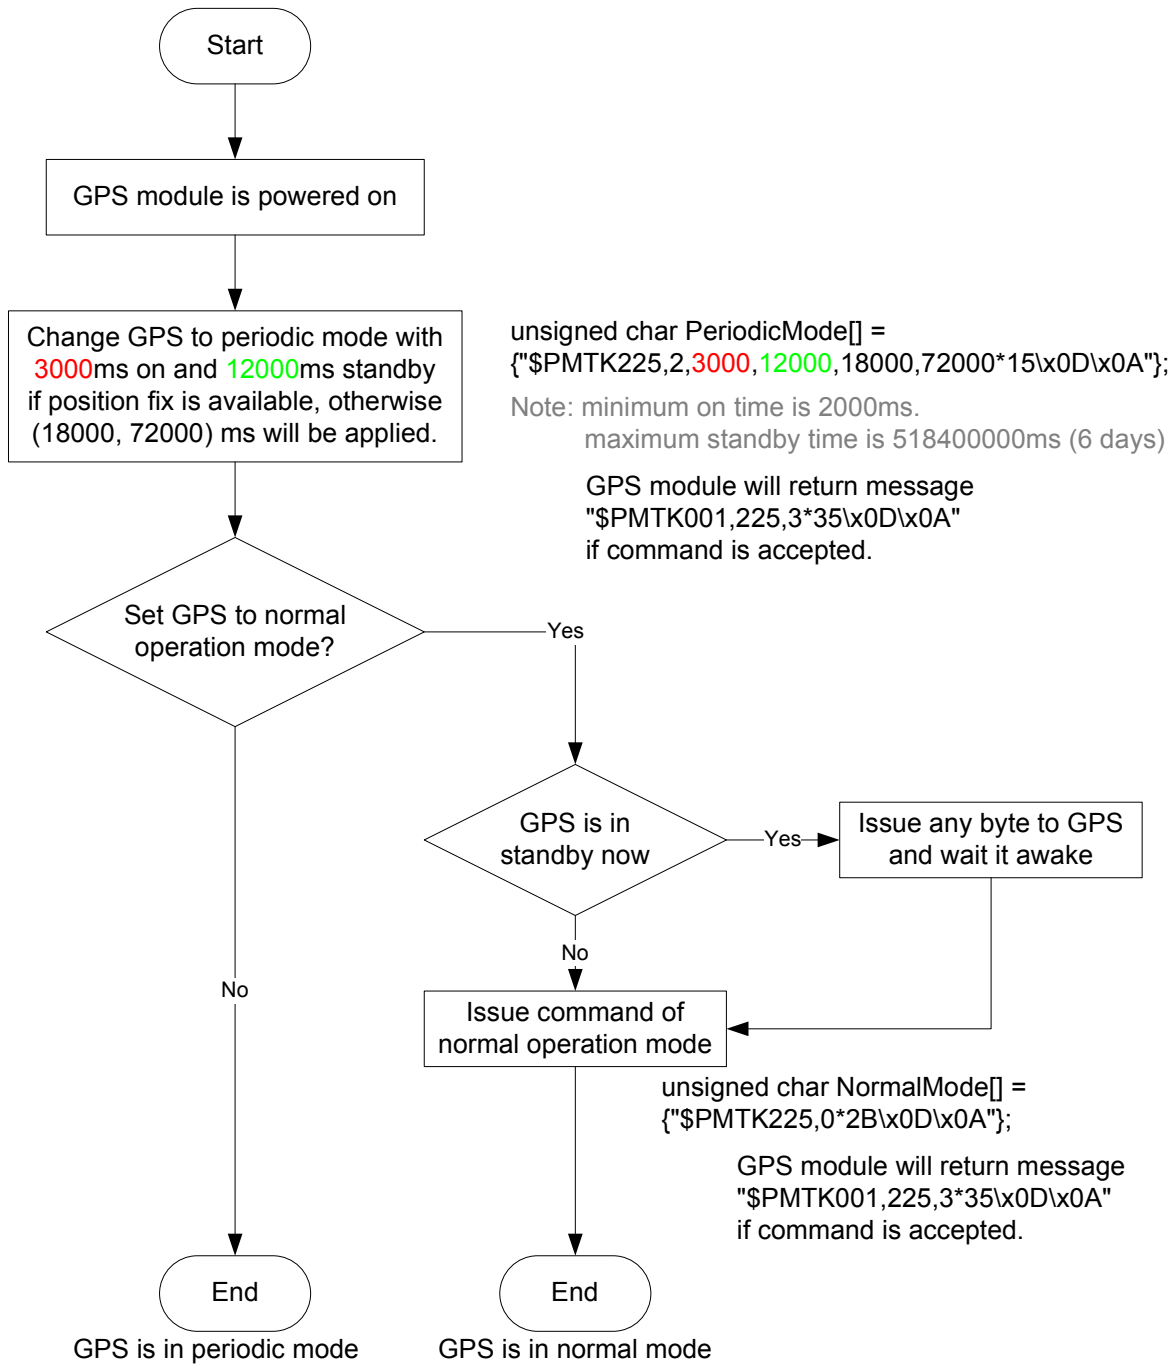 Start
GPS module is powered on
Change GPS to periodic mode with
3000ms on and 12000ms standby
if position fix is available, otherwise
(18000, 72000) ms will be applied.
unsigned char PeriodicMode[] =
{"$PMTK225,2,3000,12000,18000,72000*15\x0D\x0A"};
Note: minimum on time is 2000ms.
maximum standby time is 518400000ms (6 days)
GPS module will return message
"$PMTK001,225,3*35\x0D\x0A"
if command is accepted.
Set GPS to normal
operation mode?
Yes
GPS is in
standby now
Yes
Issue any byte to GPS
and wait it awake
No
No
Issue command of
normal operation mode
unsigned char NormalMode[] =
{"$PMTK225,0*2B\x0D\x0A"};
GPS module will return message
"$PMTK001,225,3*35\x0D\x0A"
if command is accepted.
End
GPS is in periodic mode
End
GPS is in normal mode